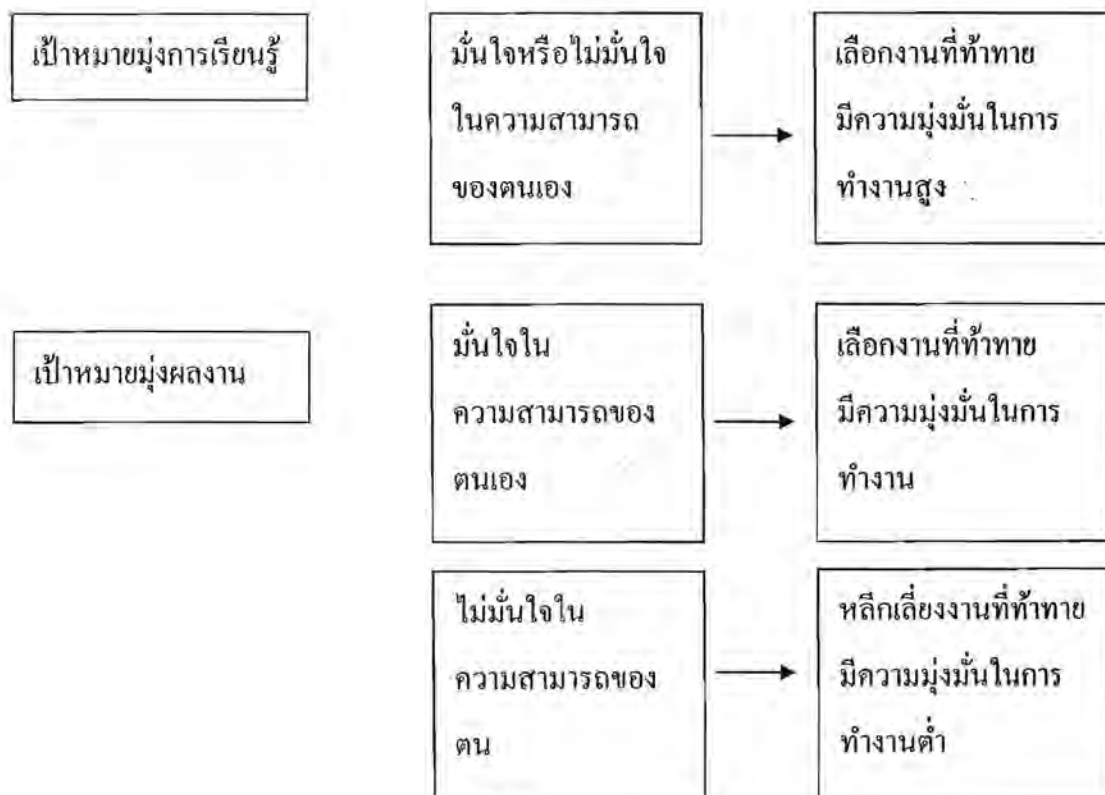 เป้าหมายมุ่งการเรียนรู้
มั่นใจหรือไม่มั่นใจ
ในความสามารถ
ของตนเอง
เลือกงานที่ท้าทาย
มีความมุ่งมั่นในการ
ทำงานสูง
เป้าหมายมุ่งผลงาน
มั่นใจใน
ความสามารถของ
ตนเอง
เลือกงานที่ท้าทาย
มีความมุ่งมั่นในการ
ทำงาน
ไม่มั่นใจใน
ความสามารถของ
ตน
หลีกเลี่ยงงานที่ท้าทาย
มีความมุ่งมั่นในการ
ทำงานต่ำ